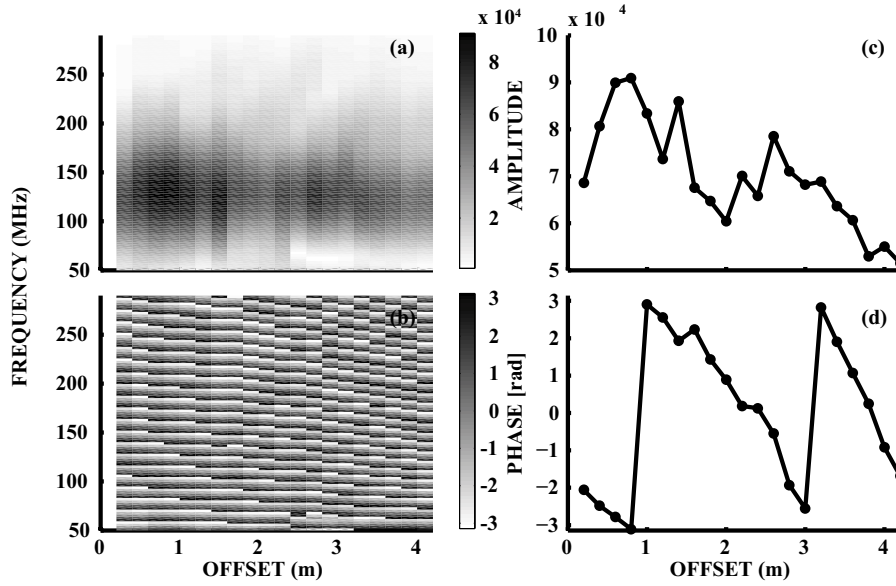 (a)
250
200
150
100
50
x 10⁴
8
6
4
2
AMPLITUDE
x 10 ⁴
(c)
10
9
8
7
6
5
FREQUENCY (MHz)
(b)
250
200
150
100
50
0 1 2 3 4
OFFSET (m)
3
2
1
0
-1
-2
-3
PHASE [rad]
(d)
3
2
1
0
−1
−2
−3
0 1 2 3 4
OFFSET (m)